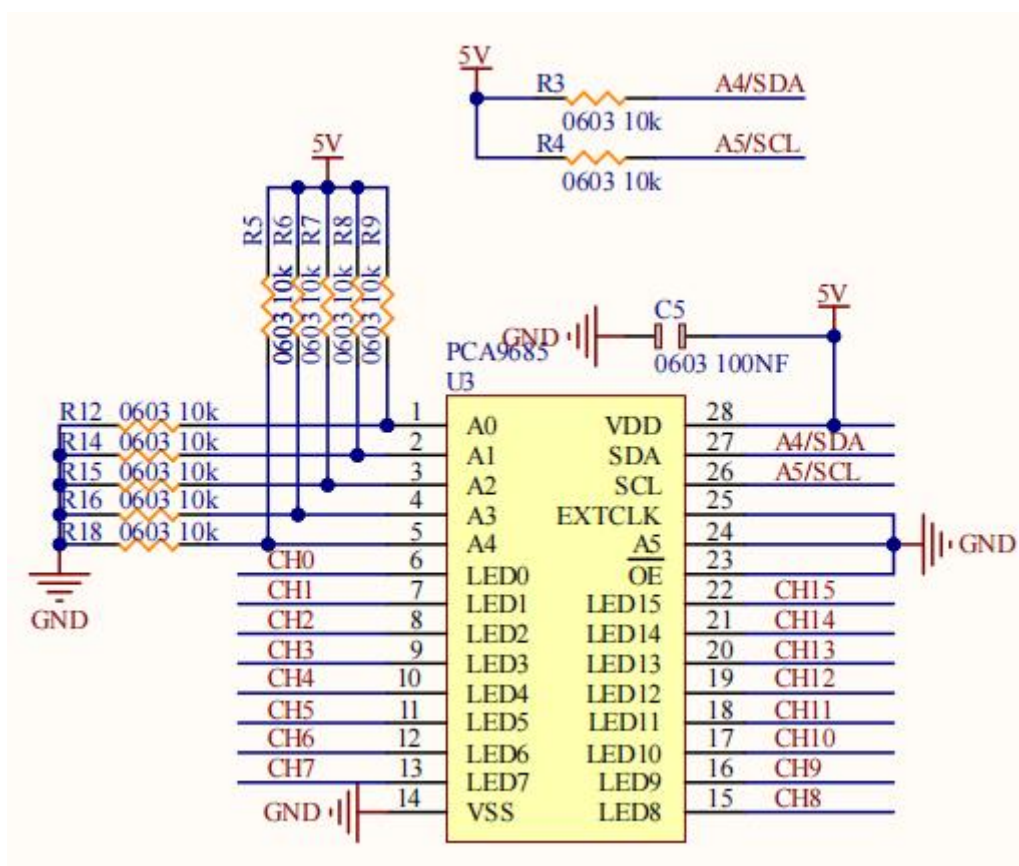 5V
R3
A4/SDA
0603 10k
R4
A5/SCL
0603 10k
5V
R5
R6
R7
R8
R9
0603 10k
0603 10k
0603 10k
0603 10k
0603 10k
5V
C5
GND
0603 100NF
PCA9685
U3
R12 0603 10k 1 A0 VDD 28
R14 0603 10k 2 A1 SDA 27 A4/SDA
R15 0603 10k 3 A2 SCL 26 A5/SCL
R16 0603 10k 4 A3 EXTCLK 25
R18 0603 10k 5 A4 A5 24 GND
CH0 6 LED0 OE 23
CH1 7 LED1 LED15 22 CH15
GND
CH2 8 LED2 LED14 21 CH14
CH3 9 LED3 LED13 20 CH13
CH4 10 LED4 LED12 19 CH12
CH5 11 LED5 LED11 18 CH11
CH6 12 LED6 LED10 17 CH10
CH7 13 LED7 LED9 16 CH9
GND 14 VSS LED8 15 CH8